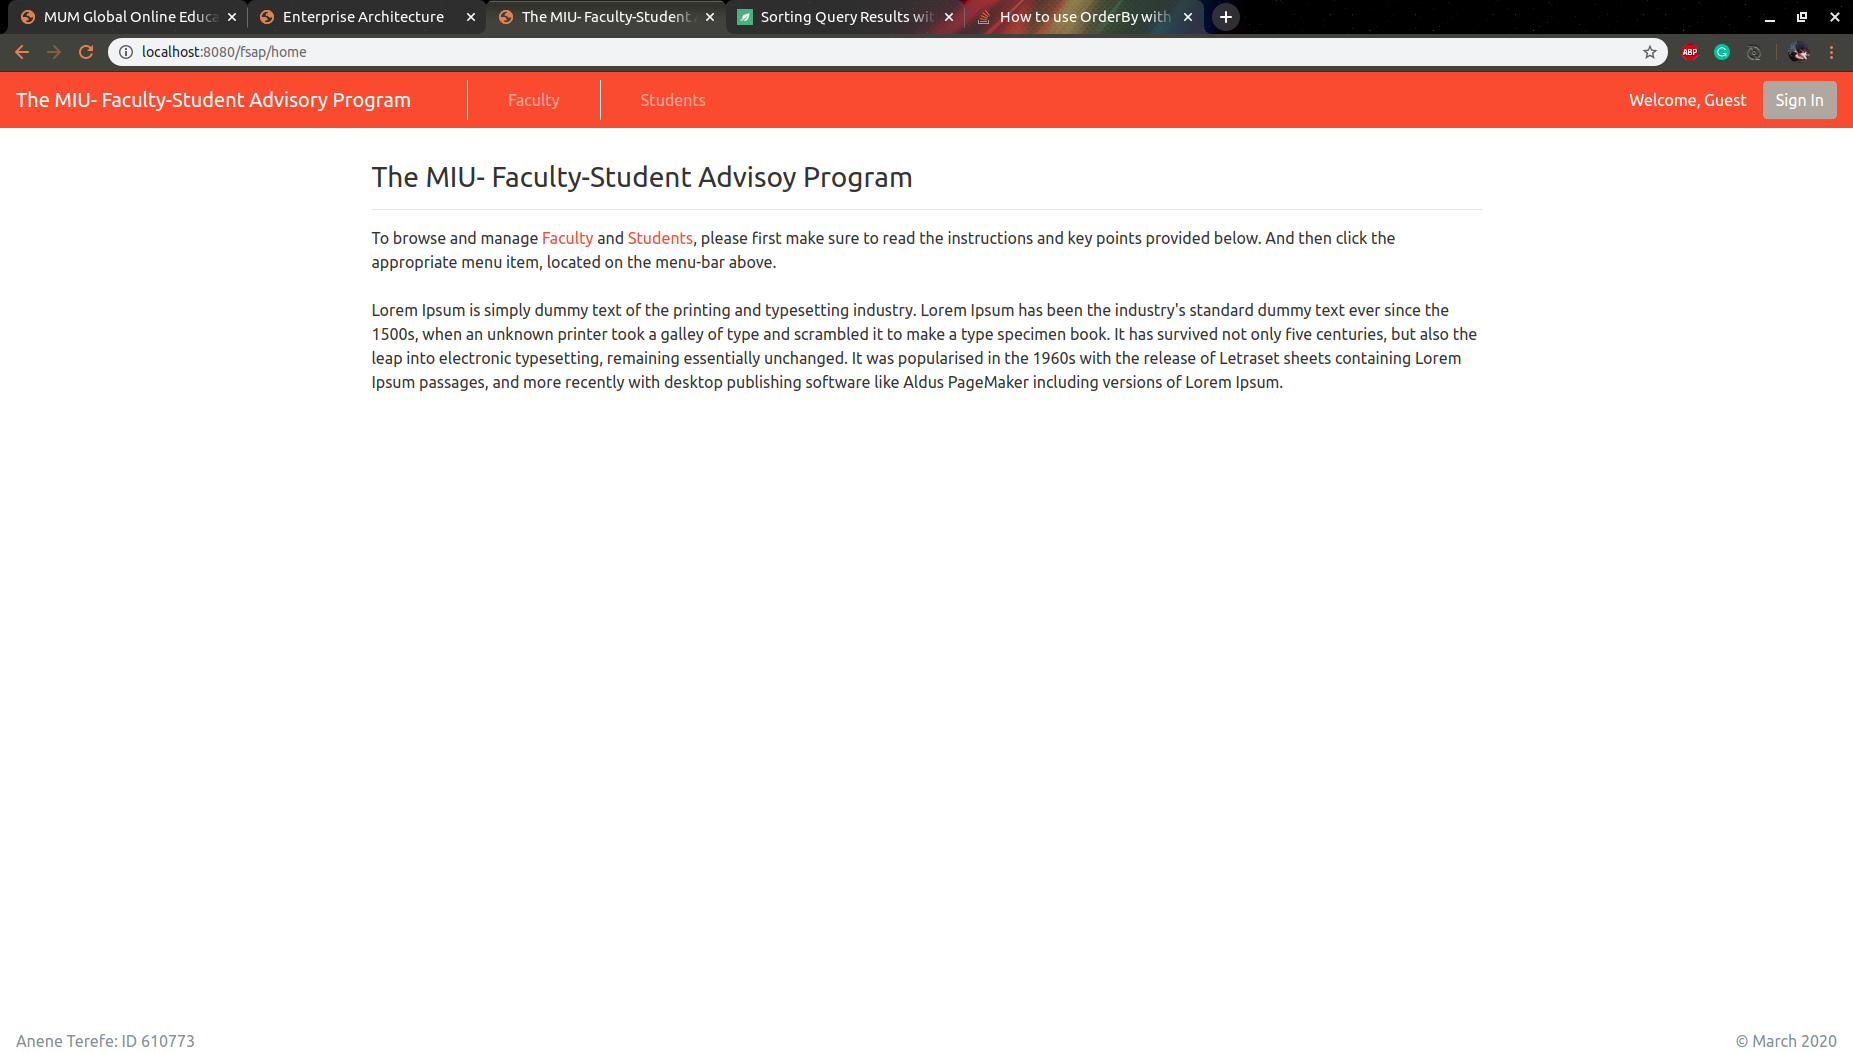 MUM Global Online Educa
Enterprise Architecture
The MIU- Faculty-Student A
Sorting Query Results wit
How to use OrderBy with
localhost:8080/fsap/home
ABP
The MIU- Faculty-Student Advisory Program
Faculty
Students
Welcome, Guest
Sign In
The MIU- Faculty-Student Advisoy Program
To browse and manage Faculty and Students, please first make sure to read the instructions and key points provided below. And then click the
appropriate menu item, located on the menu-bar above.
Lorem Ipsum is simply dummy text of the printing and typesetting industry. Lorem Ipsum has been the industry's standard dummy text ever since the
1500s, when an unknown printer took a galley of type and scrambled it to make a type specimen book. It has survived not only five centuries, but also the
leap into electronic typesetting, remaining essentially unchanged. It was popularised in the 1960s with the release of Letraset sheets containing Lorem
Ipsum passages, and more recently with desktop publishing software like Aldus PageMaker including versions of Lorem Ipsum.
Anene Terefe: ID 610773
© March 2020